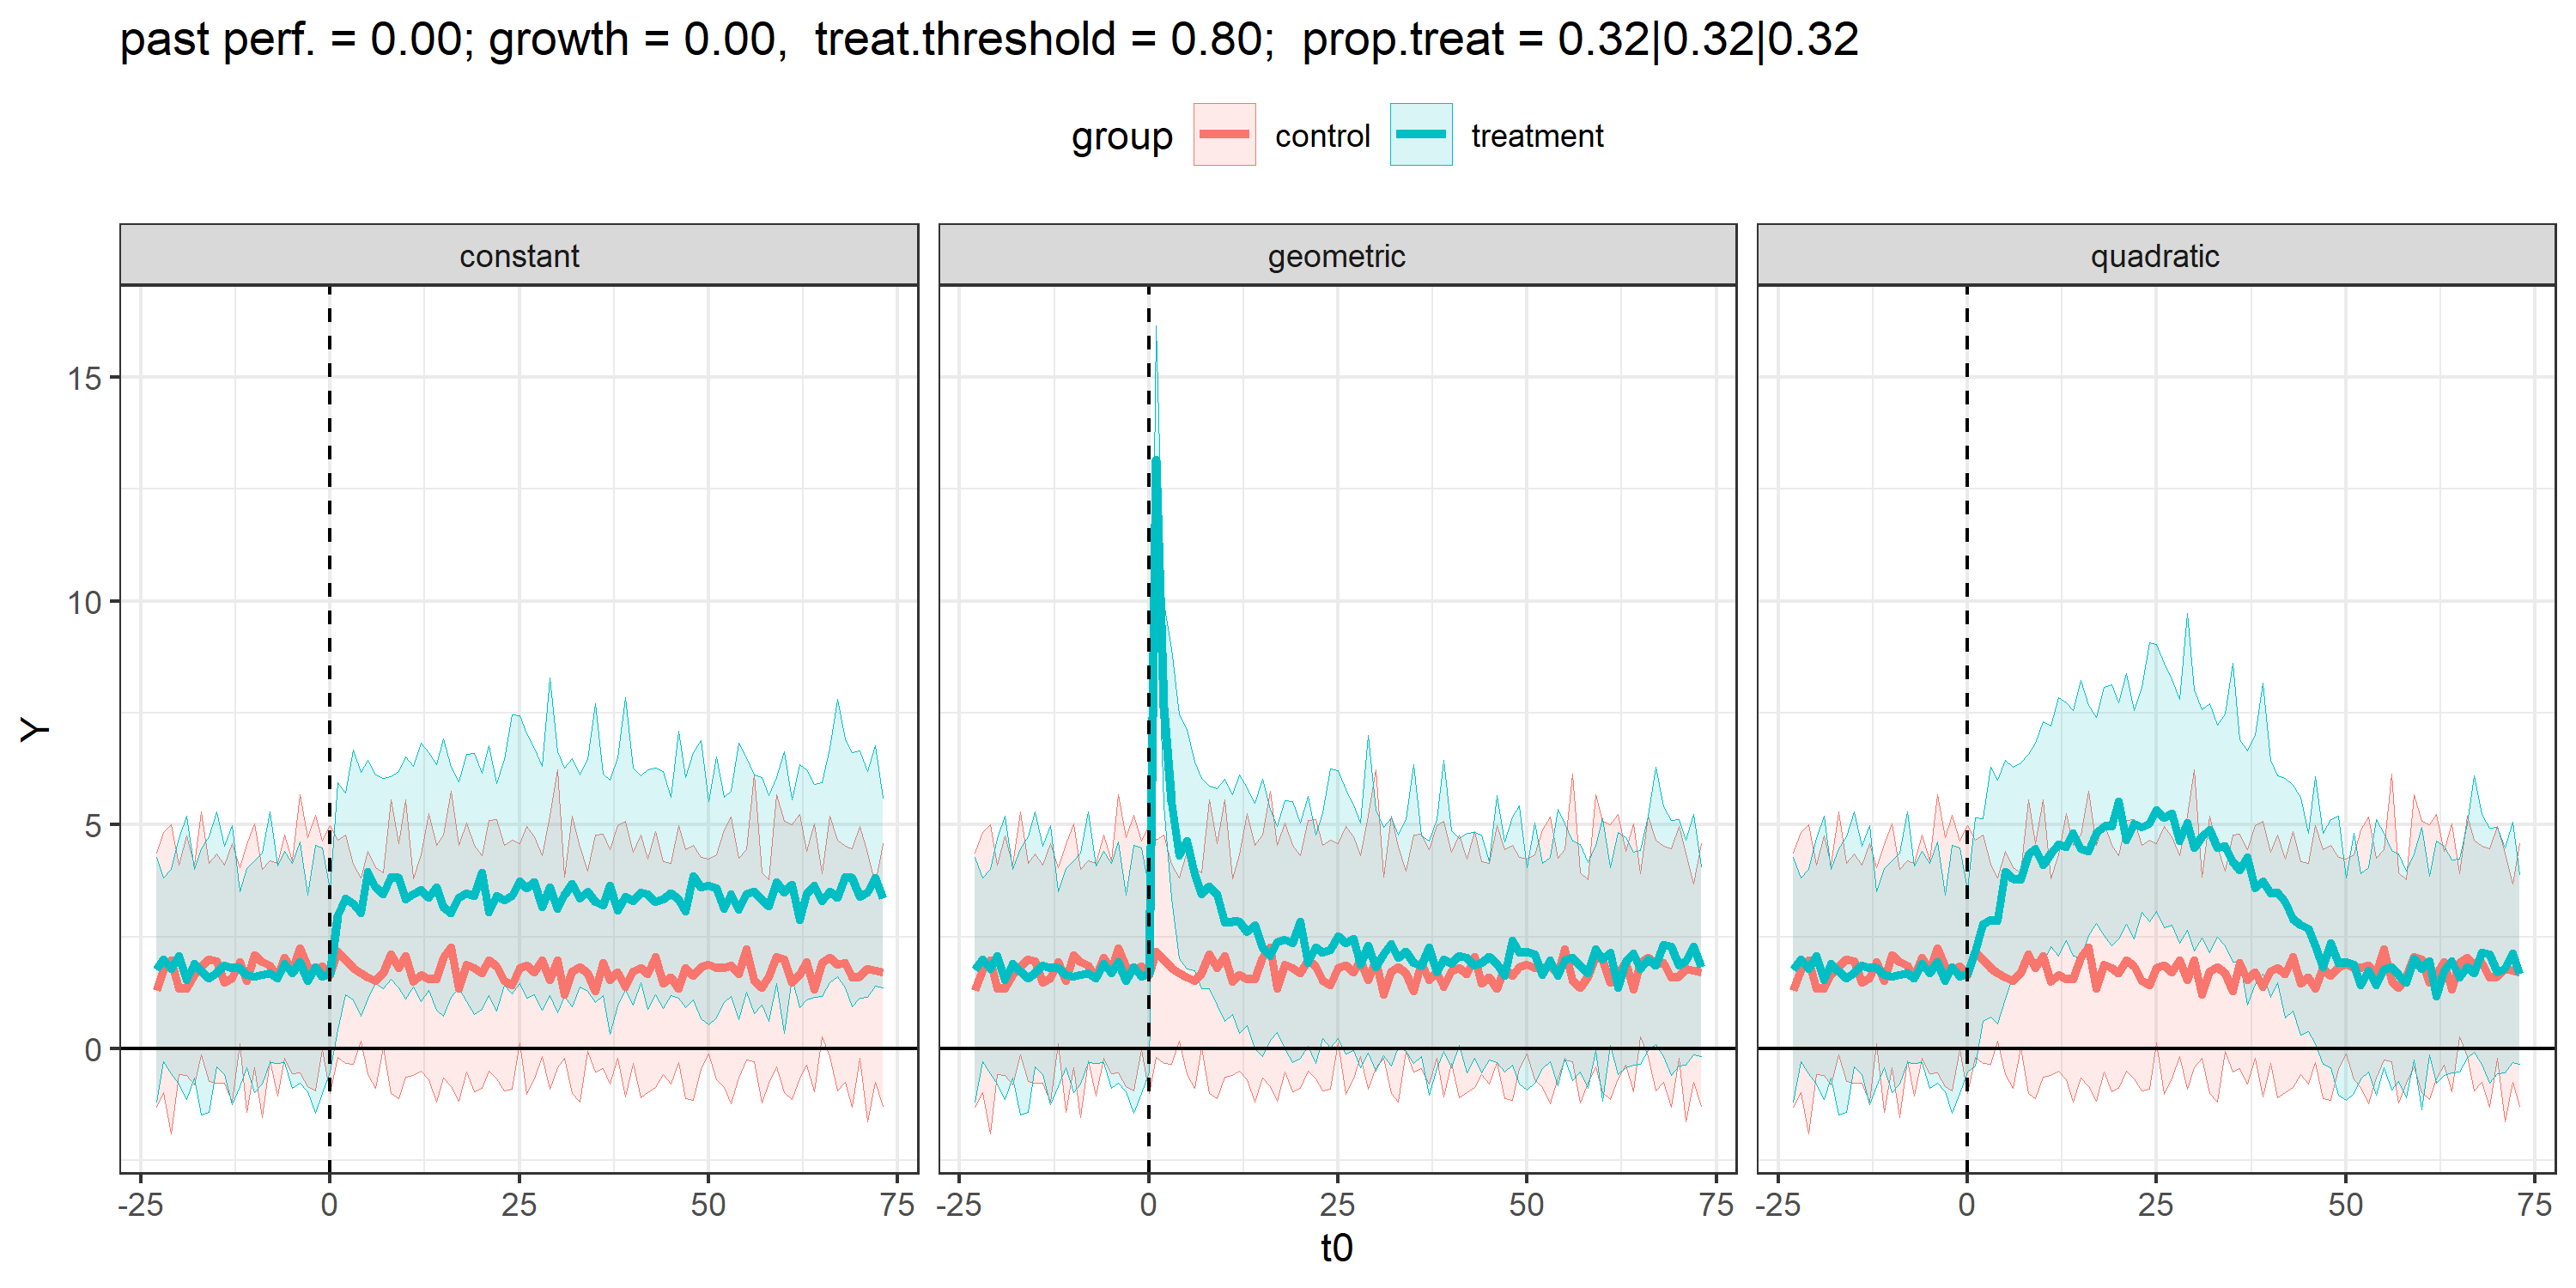 past perf. = 0.00; growth = 0.00,  treat.threshold = 0.80;  prop.treat = 0.32|0.32|0.32
group control treatment
constant geometric quadratic
15
10
5
0
Y
-25 0 25 50 75 -25 0 25 50 75 -25 0 25 50 75
t0